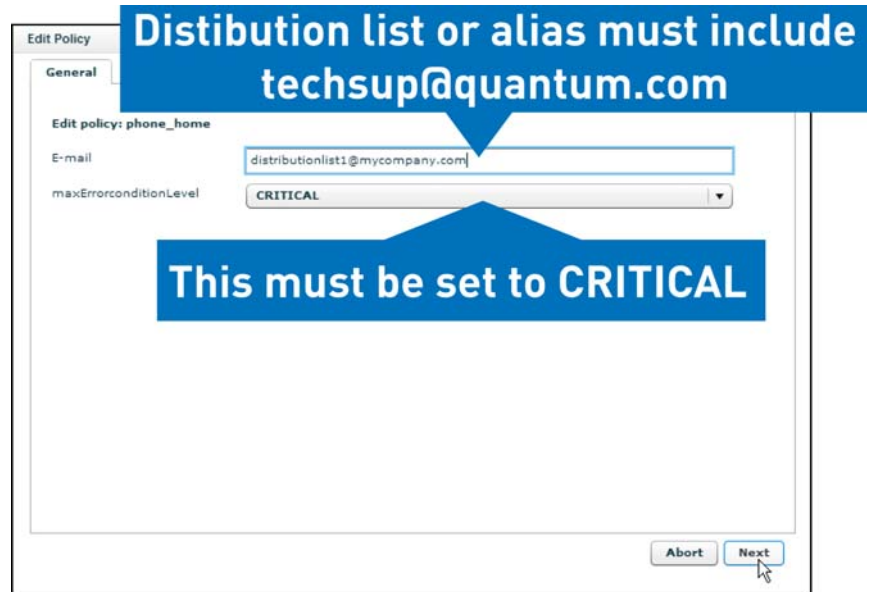 Edit Policy
Distibution list or alias must include
techsup@quantum.com
General
Edit policy: phone_home
E-mail
distributionlist1@mycompany.com
maxErrorconditionLevel
CRITICAL
This must be set to CRITICAL
Abort
Next